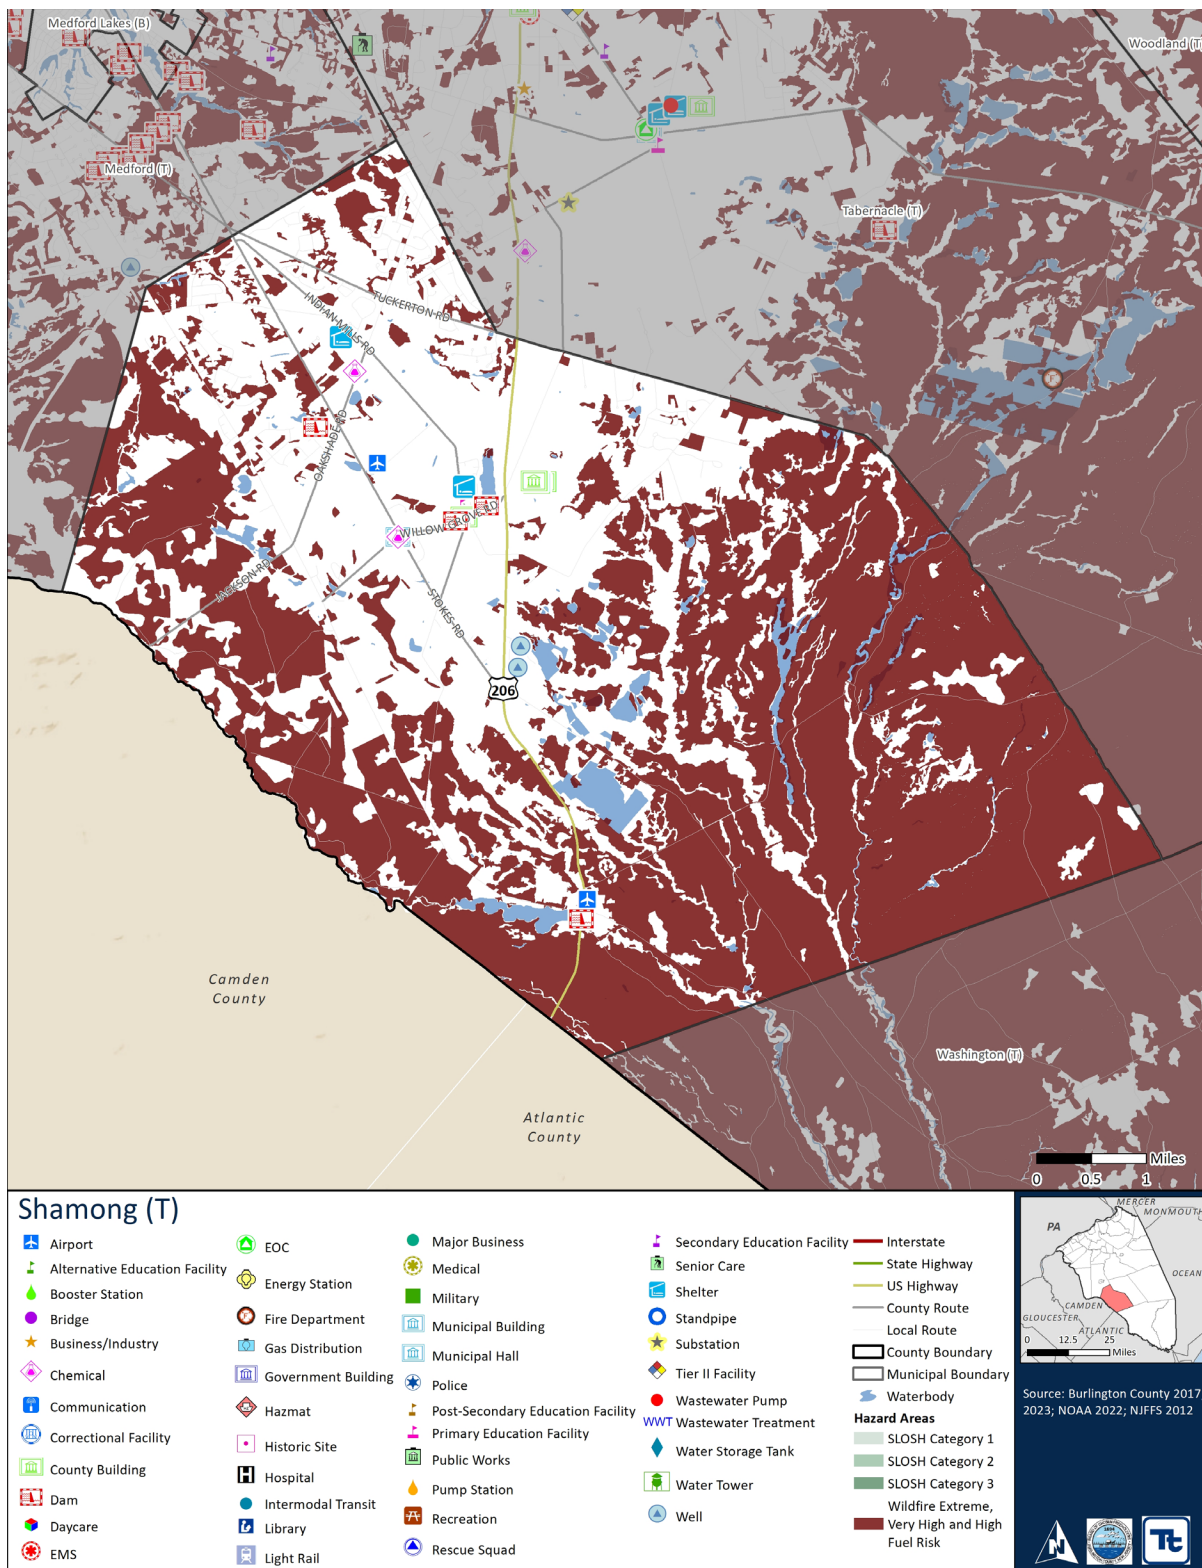 Medford Lakes (B)
Woodland (T)
Medford (T)
Tabernacle (T)
TUCKERTON RD
INDIAN MILLS RD
OAKSHADE RD
WILLOW GROVE RD
JACKSON RD
STOKES RD
206
Camden
County
Washington (T)
Atlantic
County
Miles
0 0.5 1
Shamong (T)
Airport
Alternative Education Facility
Booster Station
Bridge
Business/Industry
Chemical
Communication
Correctional Facility
County Building
Dam
Daycare
EMS
EOC
Energy Station
Fire Department
Gas Distribution
Government Building
Hazmat
Historic Site
Hospital
Intermodal Transit
Library
Light Rail
Major Business
Medical
Military
Municipal Building
Municipal Hall
Police
Post-Secondary Education Facility
Primary Education Facility
Public Works
Pump Station
Recreation
Rescue Squad
Secondary Education Facility
Senior Care
Shelter
Standpipe
Substation
Tier II Facility
Wastewater Pump
WWT Wastewater Treatment
Water Storage Tank
Water Tower
Well
Interstate
State Highway
US Highway
County Route
Local Route
County Boundary
Municipal Boundary
Waterbody
Hazard Areas
SLOSH Category 1
SLOSH Category 2
SLOSH Category 3
Wildfire Extreme,
Very High and High
Fuel Risk
MERCER
MONMOUTH
PA
OCEAN
CAMDEN
GLOUCESTER
ATLANTIC
0 12.5 25
Miles
Source: Burlington County 2017,
2023; NOAA 2022; NJFFS 2012
N
Tt